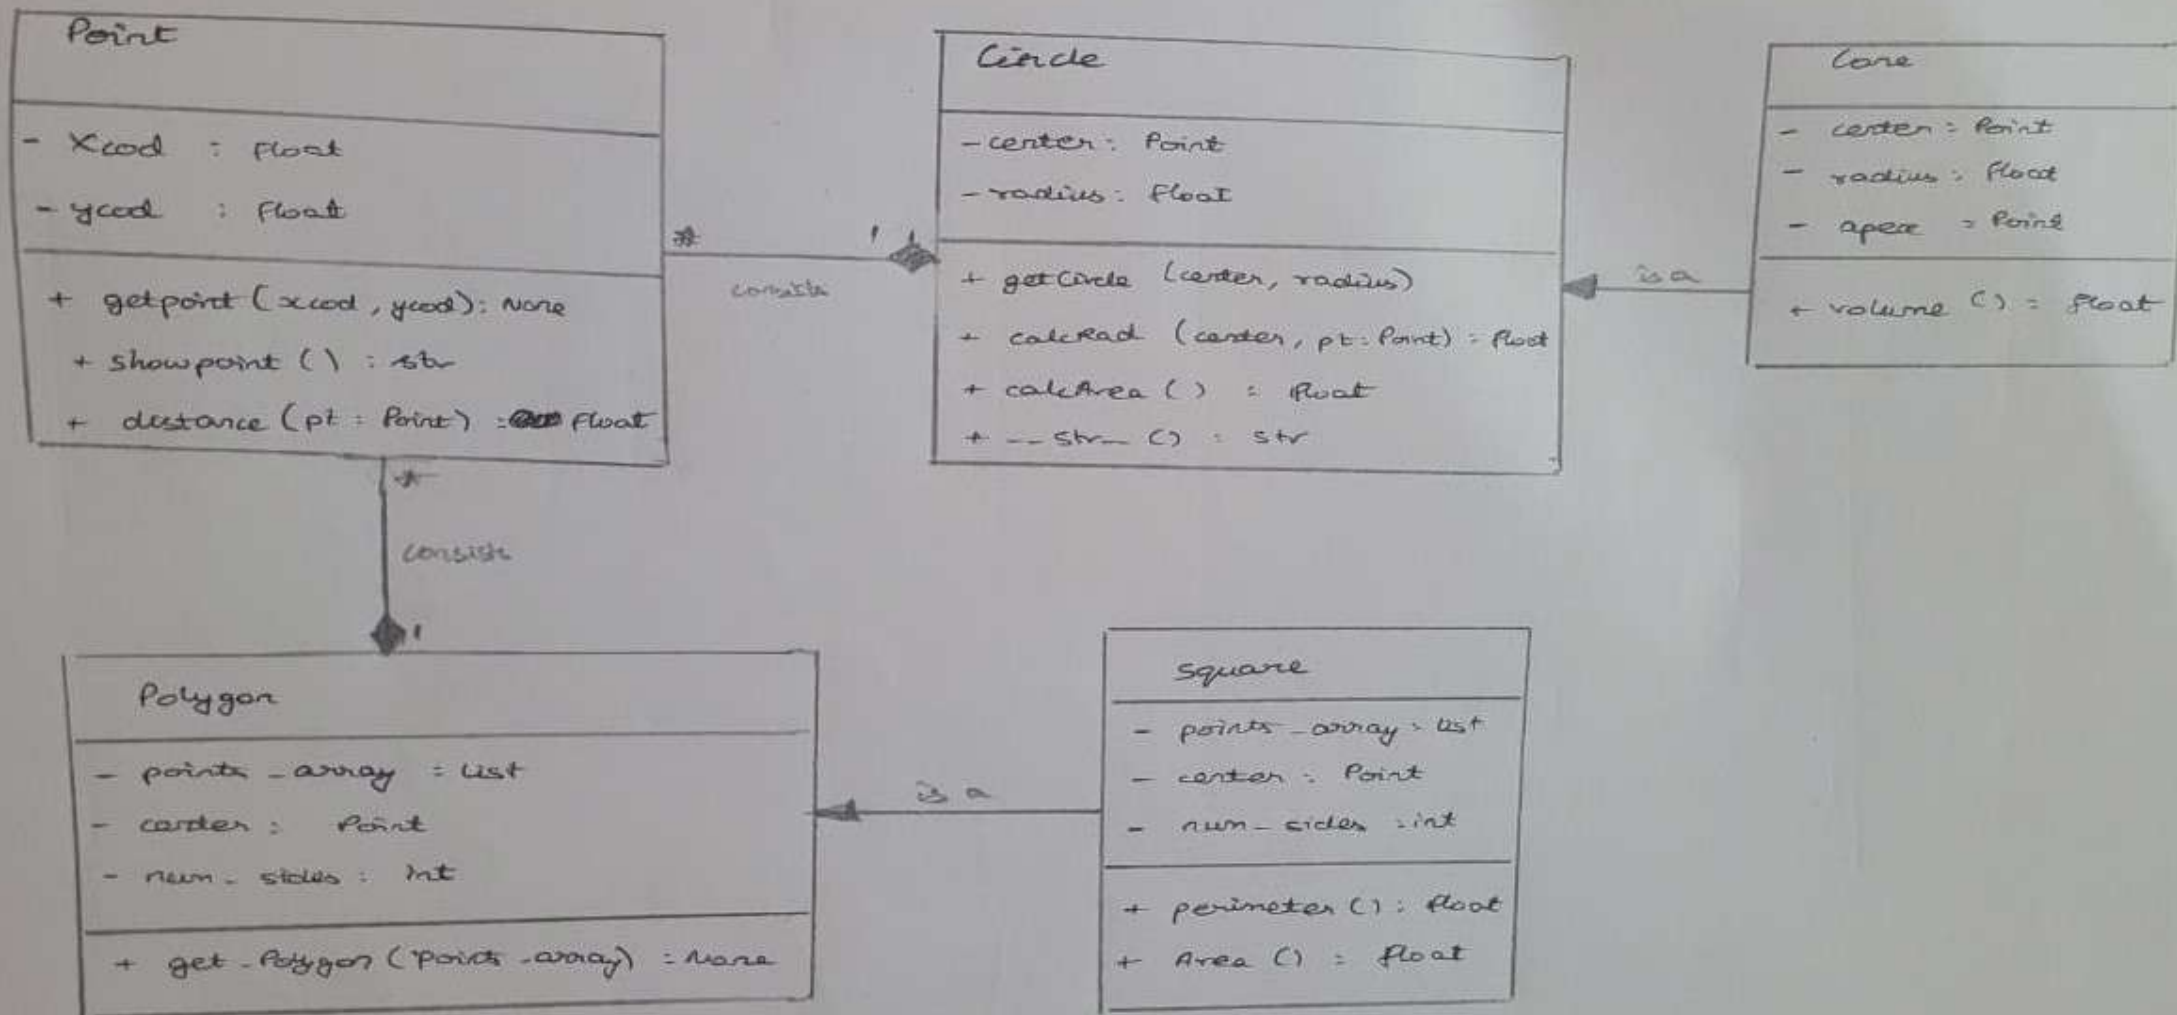 Point
- Xcod : float
- ycod : float
+ getpoint (xcod, ycod): None
+ showpoint () : str
+ distance (pt : Point) : float
*
consists
1
Circle
- center : Point
- radius : float
+ getCircle (center, radius)
+ calcRad (center, pt : Point) : float
+ calcArea () : float
+ __str__ () : str
is a
Cone
- center : Point
- radius : float
- apex : Point
+ volume () : float
*
consists
1
Polygon
- points_array : List
- center : Point
- num_sides : int
+ get_Polygon (points_array) : None
is a
square
- points_array : List
- center : Point
- num_sides : int
+ perimeter () : float
+ Area () : float